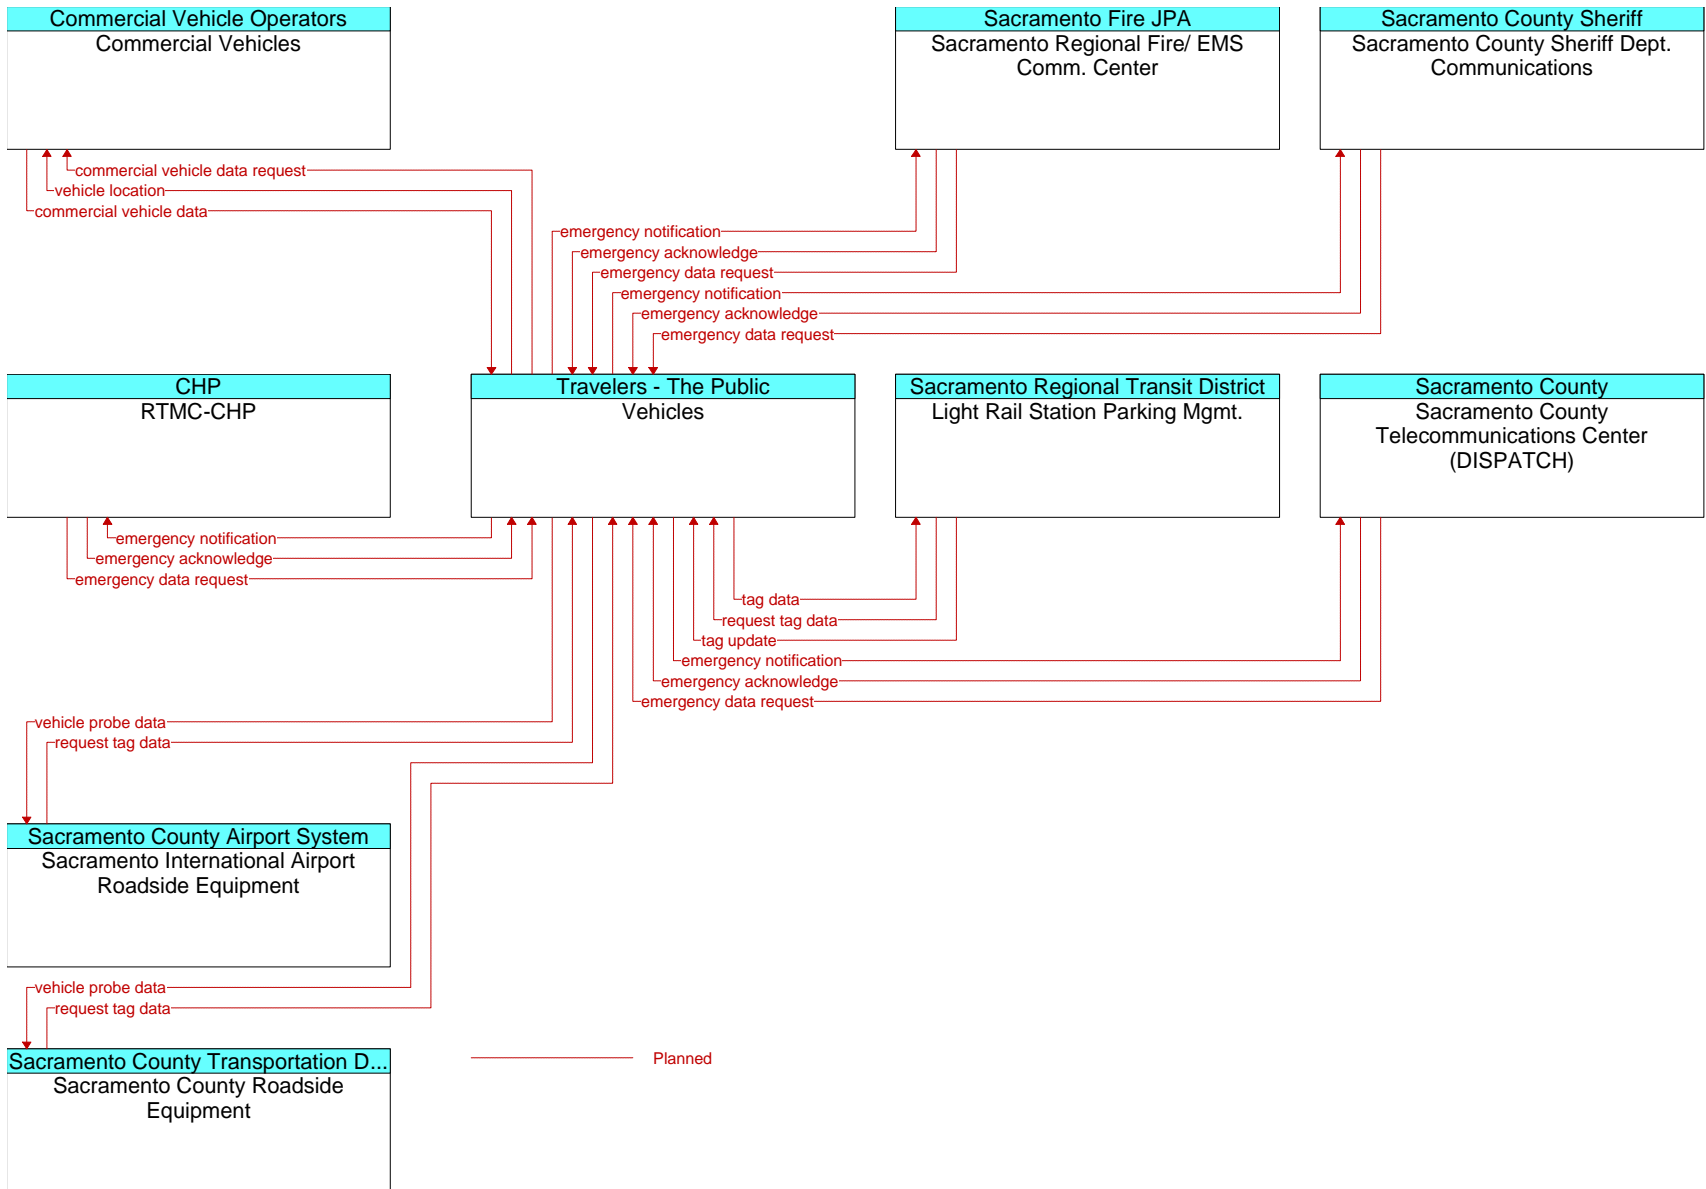 Commercial Vehicle Operators
Commercial Vehicles
Sacramento Fire JPA
Sacramento Regional Fire/ EMS
Comm. Center
Sacramento County Sheriff
Sacramento County Sheriff Dept.
Communications
commercial vehicle data request
vehicle location
commercial vehicle data
emergency notification
emergency acknowledge
emergency data request
emergency notification
emergency acknowledge
emergency data request
CHP
RTMC-CHP
Travelers - The Public
Vehicles
Sacramento Regional Transit District
Light Rail Station Parking Mgmt.
Sacramento County
Sacramento County
Telecommunications Center
(DISPATCH)
emergency notification
emergency acknowledge
emergency data request
tag data
request tag data
tag update
emergency notification
emergency acknowledge
emergency data request
vehicle probe data
request tag data
Sacramento County Airport System
Sacramento International Airport
Roadside Equipment
vehicle probe data
request tag data
Sacramento County Transportation D...
Sacramento County Roadside
Equipment
Planned